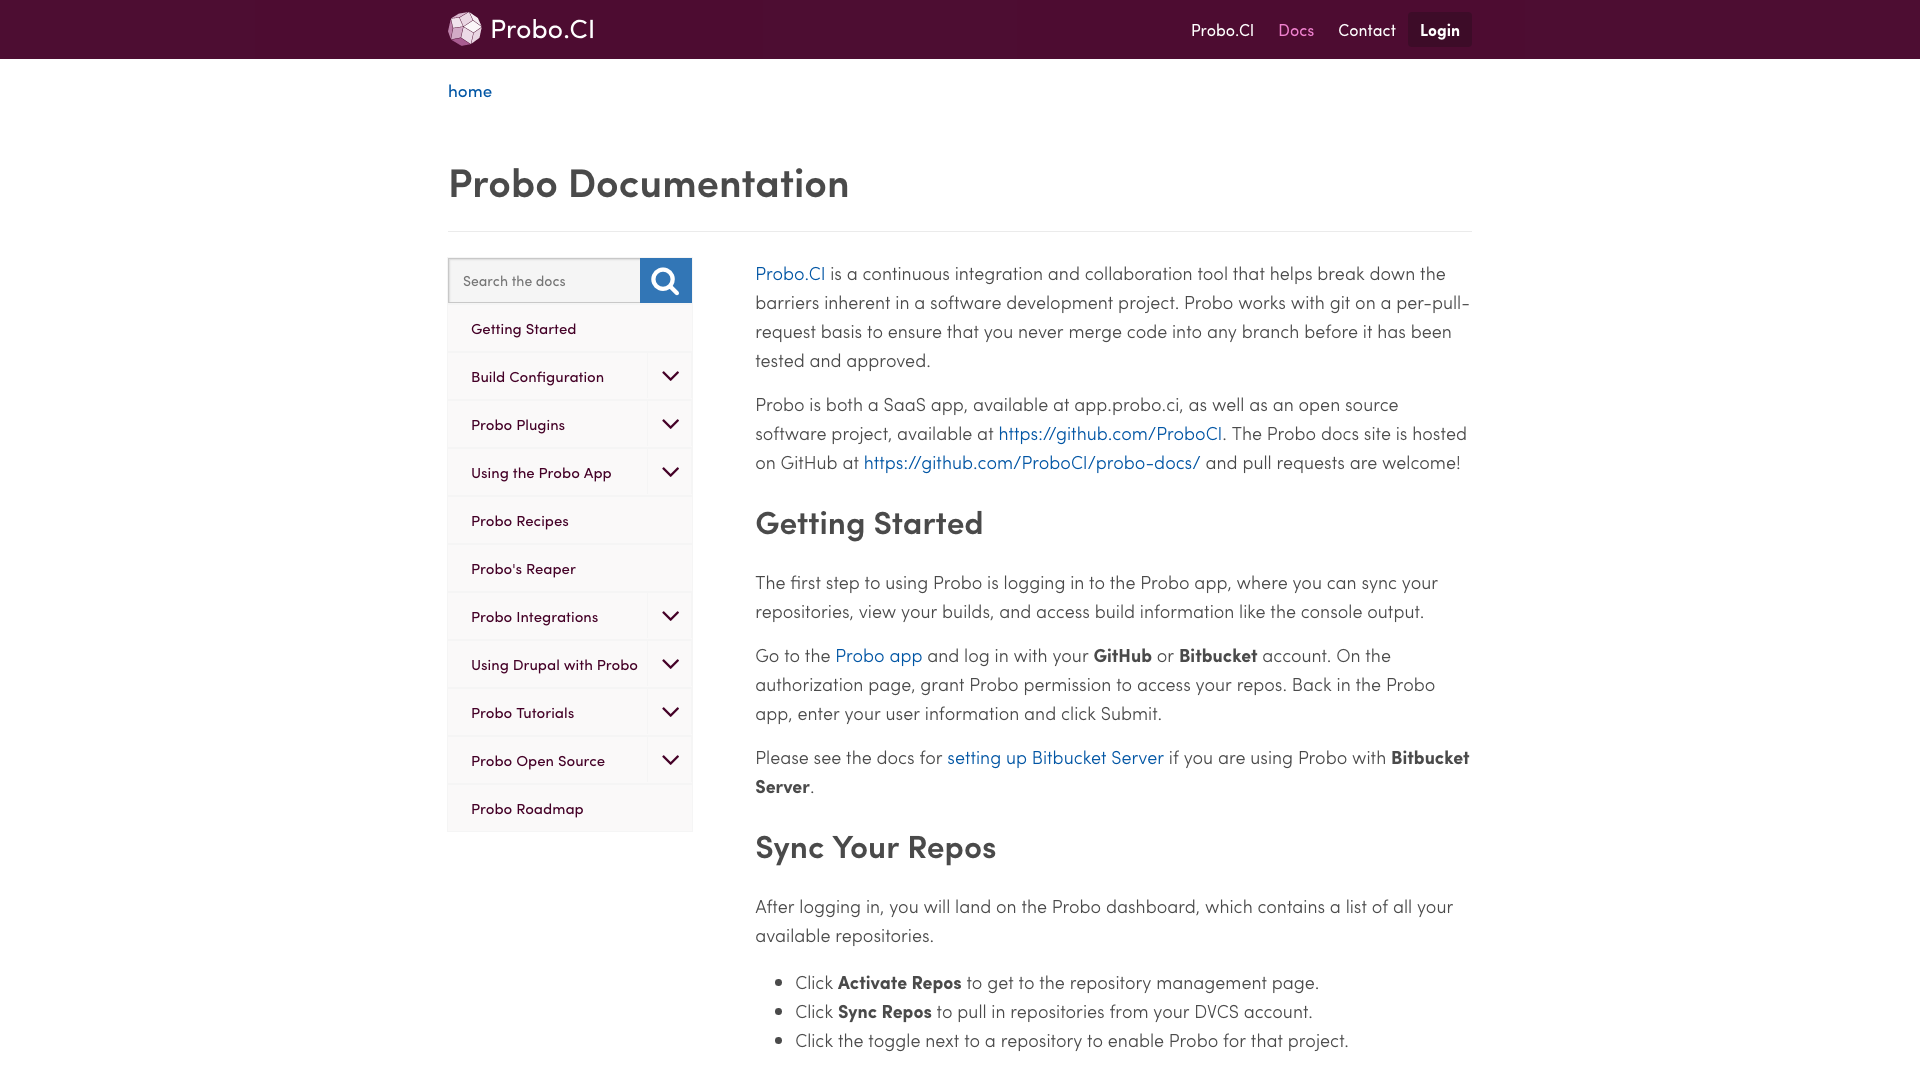 Probo.CI
Probo.CI
Docs
Contact
Login
home
Probo Documentation
Search the docs
Getting Started
Build Configuration
Probo Plugins
Using the Probo App
Probo Recipes
Probo's Reaper
Probo Integrations
Using Drupal with Probo
Probo Tutorials
Probo Open Source
Probo Roadmap
Probo.CI is a continuous integration and collaboration tool that helps break down the
barriers inherent in a software development project. Probo works with git on a per-pull-
request basis to ensure that you never merge code into any branch before it has been
tested and approved.
Probo is both a SaaS app, available at app.probo.ci, as well as an open source
software project, available at https://github.com/ProboCI. The Probo docs site is hosted
on GitHub at https://github.com/ProboCI/probo-docs/ and pull requests are welcome!
Getting Started
The first step to using Probo is logging in to the Probo app, where you can sync your
repositories, view your builds, and access build information like the console output.
Go to the Probo app and log in with your GitHub or Bitbucket account. On the
authorization page, grant Probo permission to access your repos. Back in the Probo
app, enter your user information and click Submit.
Please see the docs for setting up Bitbucket Server if you are using Probo with Bitbucket
Server.
Sync Your Repos
After logging in, you will land on the Probo dashboard, which contains a list of all your
available repositories.
Click Activate Repos to get to the repository management page.
Click Sync Repos to pull in repositories from your DVCS account.
Click the toggle next to a repository to enable Probo for that project.